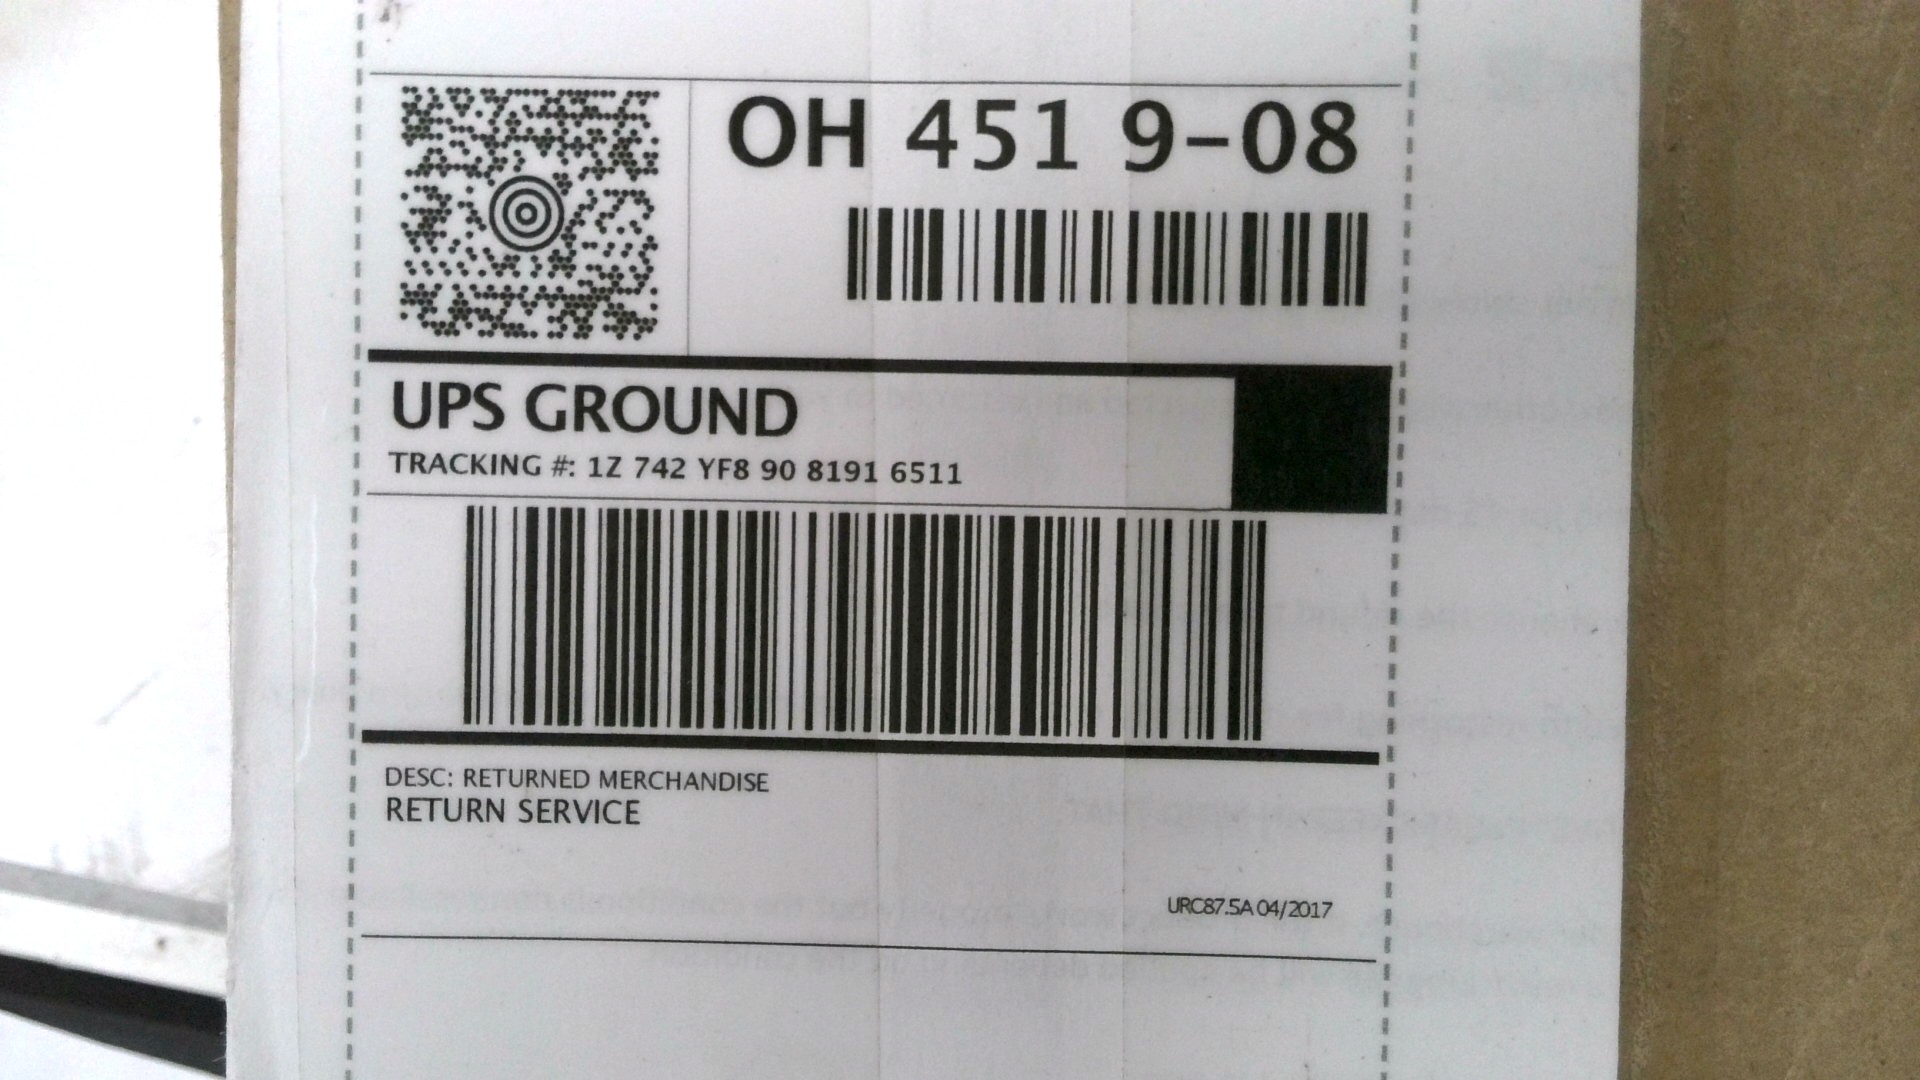 OH 451 9-08
UPS GROUND
TRACKING #: 1Z 742 YF8 90 8191 6511
DESC: RETURNED MERCHANDISE
RETURN SERVICE
URC87.5A 04/2017